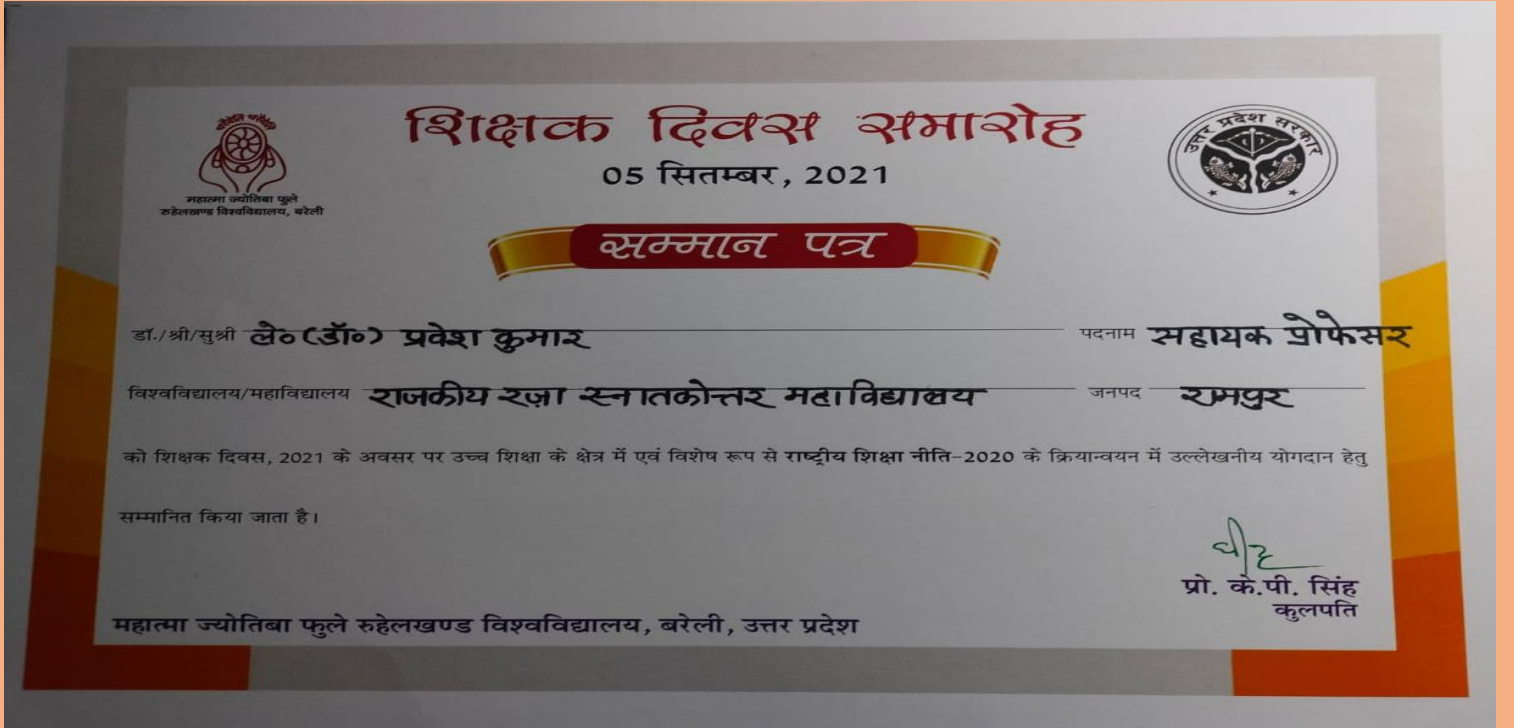 शिक्षक दिवस समारोह
05 सितम्बर, 2021
महात्मा ज्योतिबा फुले
रुहेलखण्ड विश्वविद्यालय, बरेली
उत्तर प्रदेश सरकार
सम्मान पत्र
डॉ./श्री/सुश्री ले० (डॉ०) प्रवेश कुमार पदनाम सहायक प्रोफेसर
विश्वविद्यालय/महाविद्यालय राजकीय रज़ा स्नातकोत्तर महाविद्यालय जनपद रामपुर
को शिक्षक दिवस, 2021 के अवसर पर उच्च शिक्षा के क्षेत्र में एवं विशेष रूप से राष्ट्रीय शिक्षा नीति-2020 के क्रियान्वयन में उल्लेखनीय योगदान हेतु
सम्मानित किया जाता है।
प्रो. के.पी. सिंह
कुलपति
महात्मा ज्योतिबा फुले रुहेलखण्ड विश्वविद्यालय, बरेली, उत्तर प्रदेश